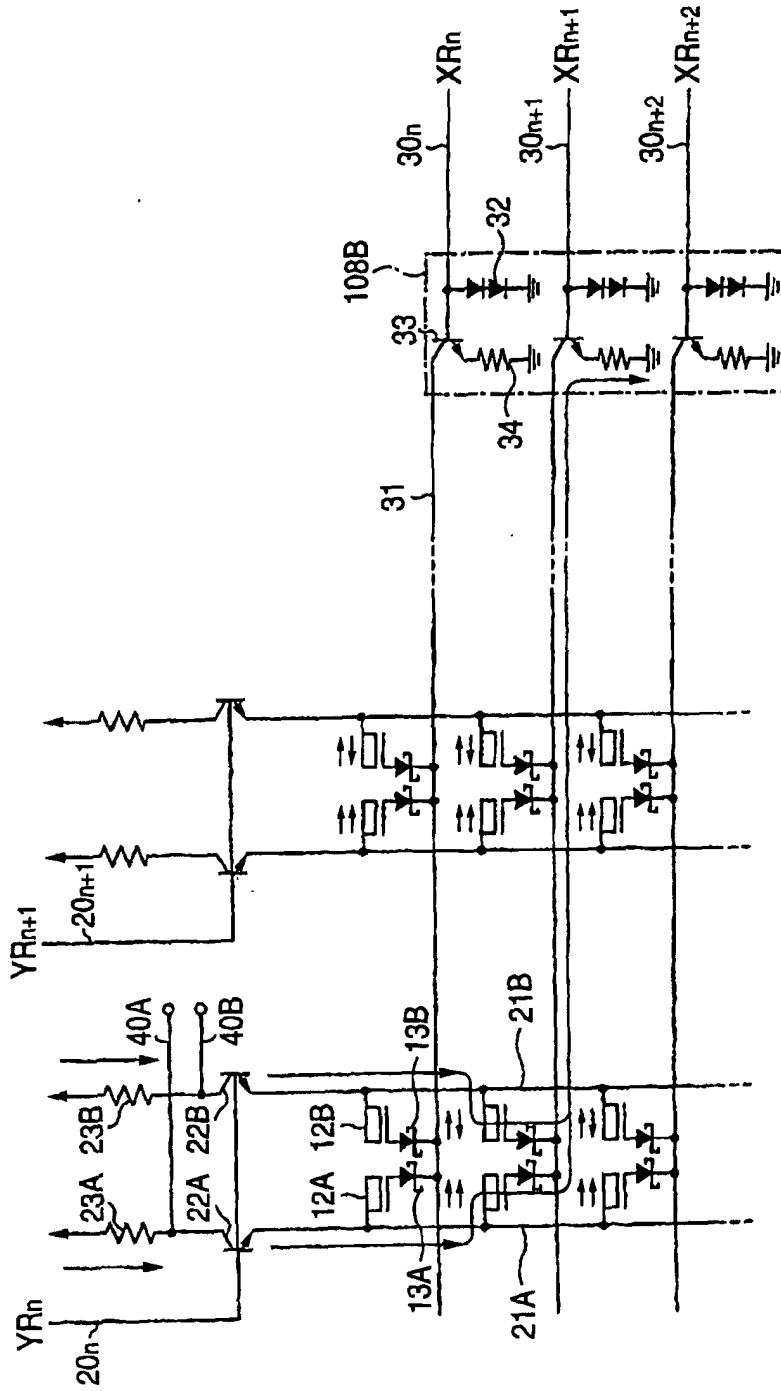 YRn
20n
YRn+1
20n+1
23A
23B
40A
40B
22A
22B
12A
12B
13A
13B
21A
21B
31
108B
33
32
34
30n
XRn
30n+1
XRn+1
30n+2
XRn+2